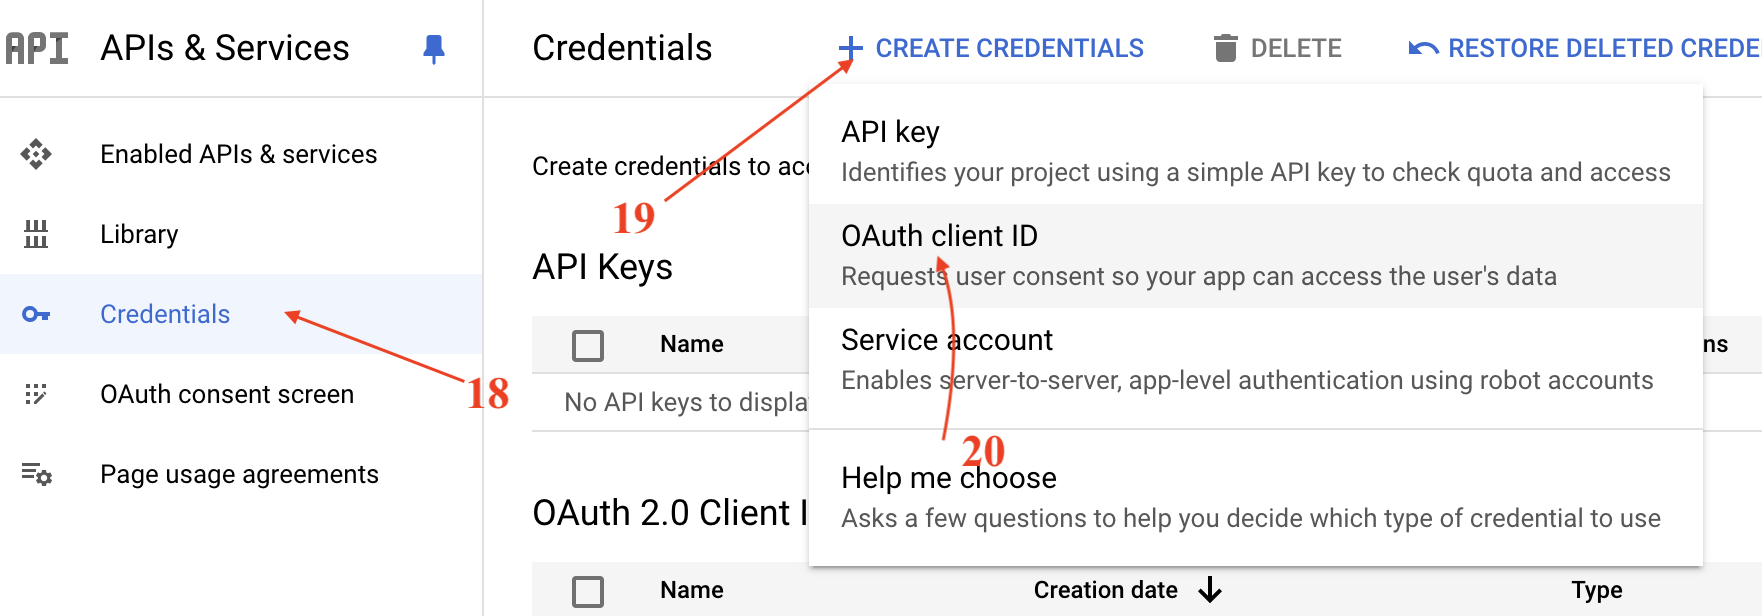 API APIs & Services
Enabled APIs & services
Library
Credentials
OAuth consent screen
Page usage agreements
18
Credentials
CREATE CREDENTIALS
DELETE
RESTORE DELETED CREDE
Create credentials to acc
19
API Keys
Name
ns
No API keys to displa
OAuth 2.0 Client I
Name
Creation date
Type
API key
Identifies your project using a simple API key to check quota and access
OAuth client ID
Requests user consent so your app can access the user's data
Service account
Enables server-to-server, app-level authentication using robot accounts
20
Help me choose
Asks a few questions to help you decide which type of credential to use